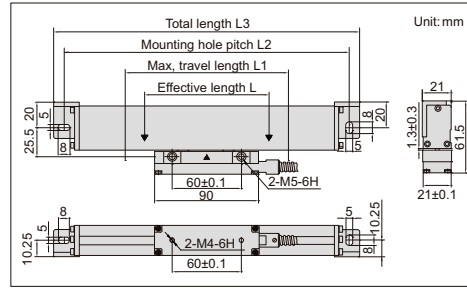 Total length L3
Unit: mm
Mounting hole pitch L2
Max, travel length L1
Effective length L
20
5
25.5
8
8
20
5
21
1.3±0.3
61.5
21±0.1
60±0.1
2-M5-6H
90
8
5
10.25
2-M4-6H
60±0.1
5
10.25
8